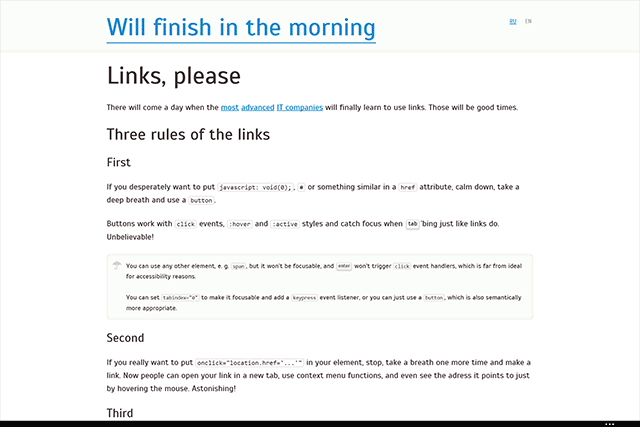 Will finish in the morning
RU EN
Links, please
There will come a day when the most advanced IT companies will finally learn to use links. Those will be good times.
Three rules of the links
First
If you desperately want to put javascript: void(0);, # or something similar in a href attribute, calm down, take a
deep breath and use a button.
Buttons work with click events, :hover and :active styles and catch focus when tab'bing just like links do.
Unbelievable!
You can use any other element, e. g. span, but it won't be focusable, and enter won't trigger click event handlers, which is far from ideal
for accessibility reasons.
You can set tabindex="0" to make it focusable and add a keypress event listener, or you can just use a button, which is also semantically
more appropriate.
Second
If you really want to put onclick="location.href='...'" in your element, stop, take a breath one more time and make a
link. Now people can open your link in a new tab, use context menu functions, and even see the adress it points to just
by hovering the mouse. Astonishing!
Third